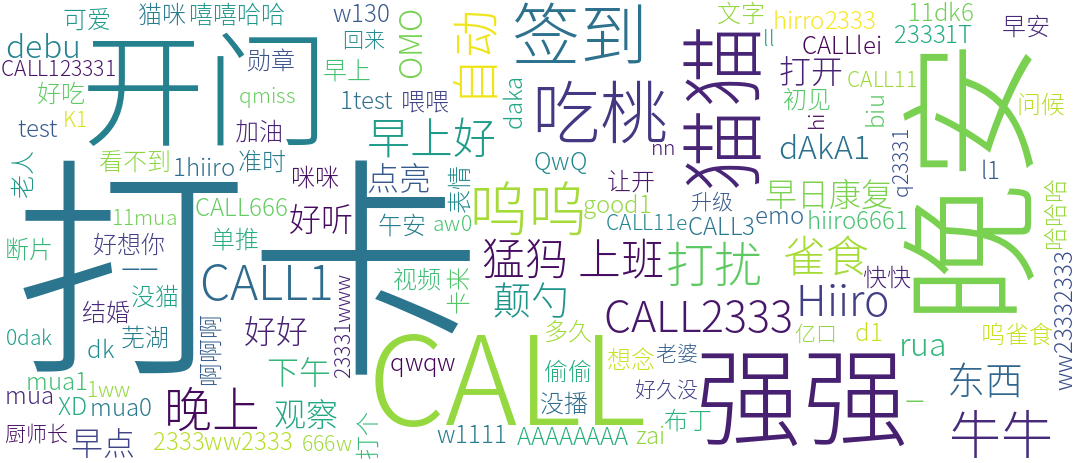 可爱
猫咪
嘻嘻哈哈
w130
OMO
自动
签到
猫猫
文字
hirro2333
11dk6
早安
debu
开门
勋章
回来
CALLlei
23331T
ll
CALL123331
早上
打开
CALL11
晚安
好吃
qmiss
1test
喂喂
daka
吃桃
初见
biu
问候
test
K1
加油
早上好
hi
nn
dAkA1
q23331
看不到
准时
QwQ
l1
老人
1hiiro
咪咪
点亮
表情
呜呜
让开
早日康复
打卡
11mua
CALL666
好听
午安
aw0
good1
升级
emo
hiiro6661
哈哈哈
CALL11e
CALL3
断片
好想你
单推
猛犸
上班
打扰
雀食
一一
CALL1
视频
卡来
快快
结婚
没猫
23331www
颠勺
CALL2333
Hiiro
ww23332333
0dak
芜湖
啊啊啊
好好
多久
亿口
d1
呜雀食
dk
CALL
rua
qwqw
老婆
强强
mua1
1ww
下午
偷偷
想念
东西
mua
XD
mua0
晚上
观察
没播
好久没
一
厨师长
早点
2333ww2333
666w
打个
w1111
AAAAAAAA
zai
布丁
牛牛